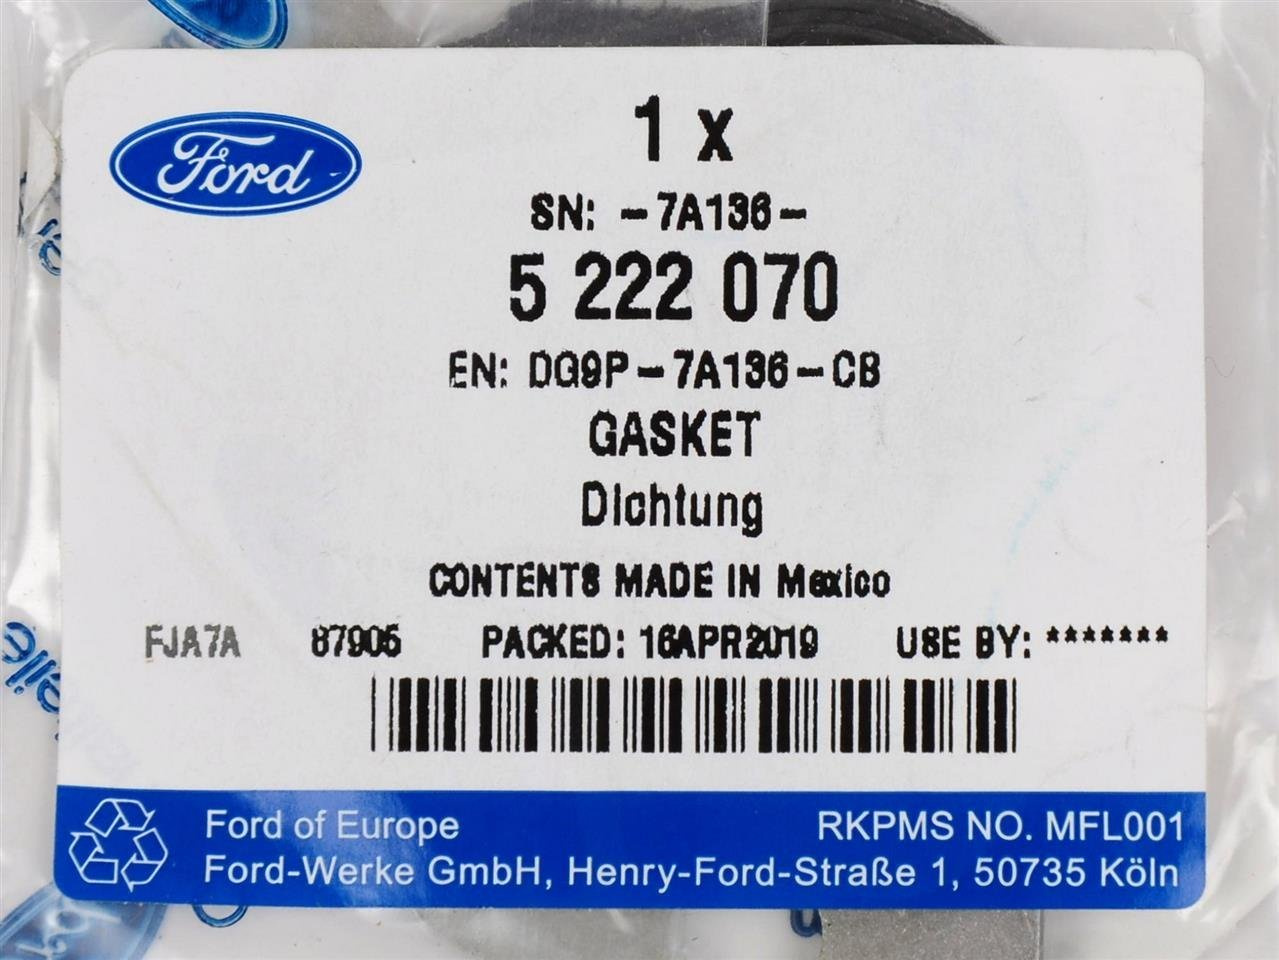 Ford
1 x
SN: -7A136-
5 222 070
EN: DG9P-7A136-CB
GASKET
Dichtung
CONTENTS MADE IN Mexico
FJA7A 87905 PACKED: 16APR2019 USE BY: *******
Ford of Europe RKPMS NO. MFL001
Ford-Werke GmbH, Henry-Ford-Straße 1, 50735 Köln